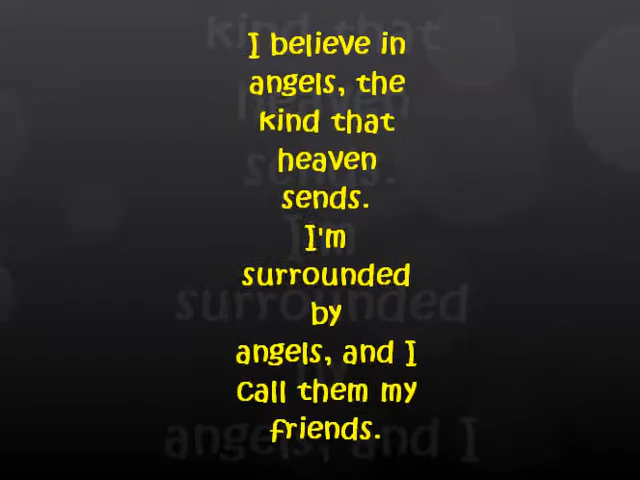 I believe in
angels, the
kind that
heaven
sends.
I'm
surrounded
by
angels, and I
call them my
friends.